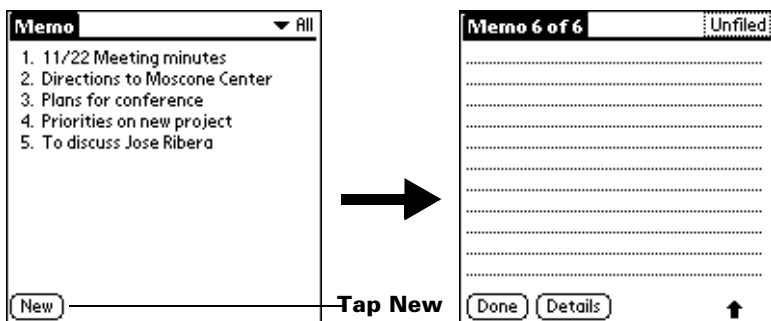 Memo
All
1. 11/22 Meeting minutes
2. Directions to Moscone Center
3. Plans for conference
4. Priorities on new project
5. To discuss Jose Ribera
New
Tap New
Memo 6 of 6
Unfiled
Done
Details